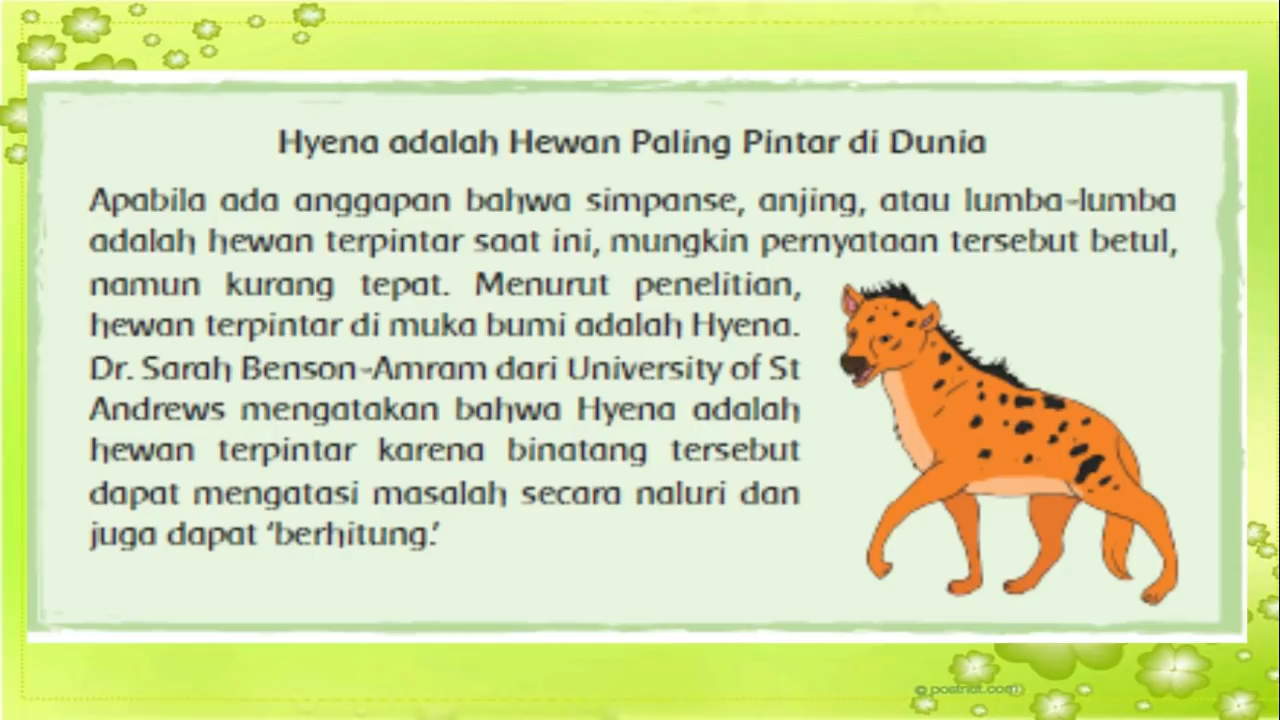 Hyena adalah Hewan Paling Pintar di Dunia
Apabila ada anggapan bahwa simpanse, anjing, atau lumba-lumba
adalah hewan terpintar saat ini, mungkin pernyataan tersebut betul,
namun kurang tepat. Menurut penelitian,
hewan terpintar di muka bumi adalah Hyena.
Dr. Sarah Benson-Amram dari University of St
Andrews mengatakan bahwa Hyena adalah
hewan terpintar karena binatang tersebut
dapat mengatasi masalah secara naluri dan
juga dapat ‘berhitung.’